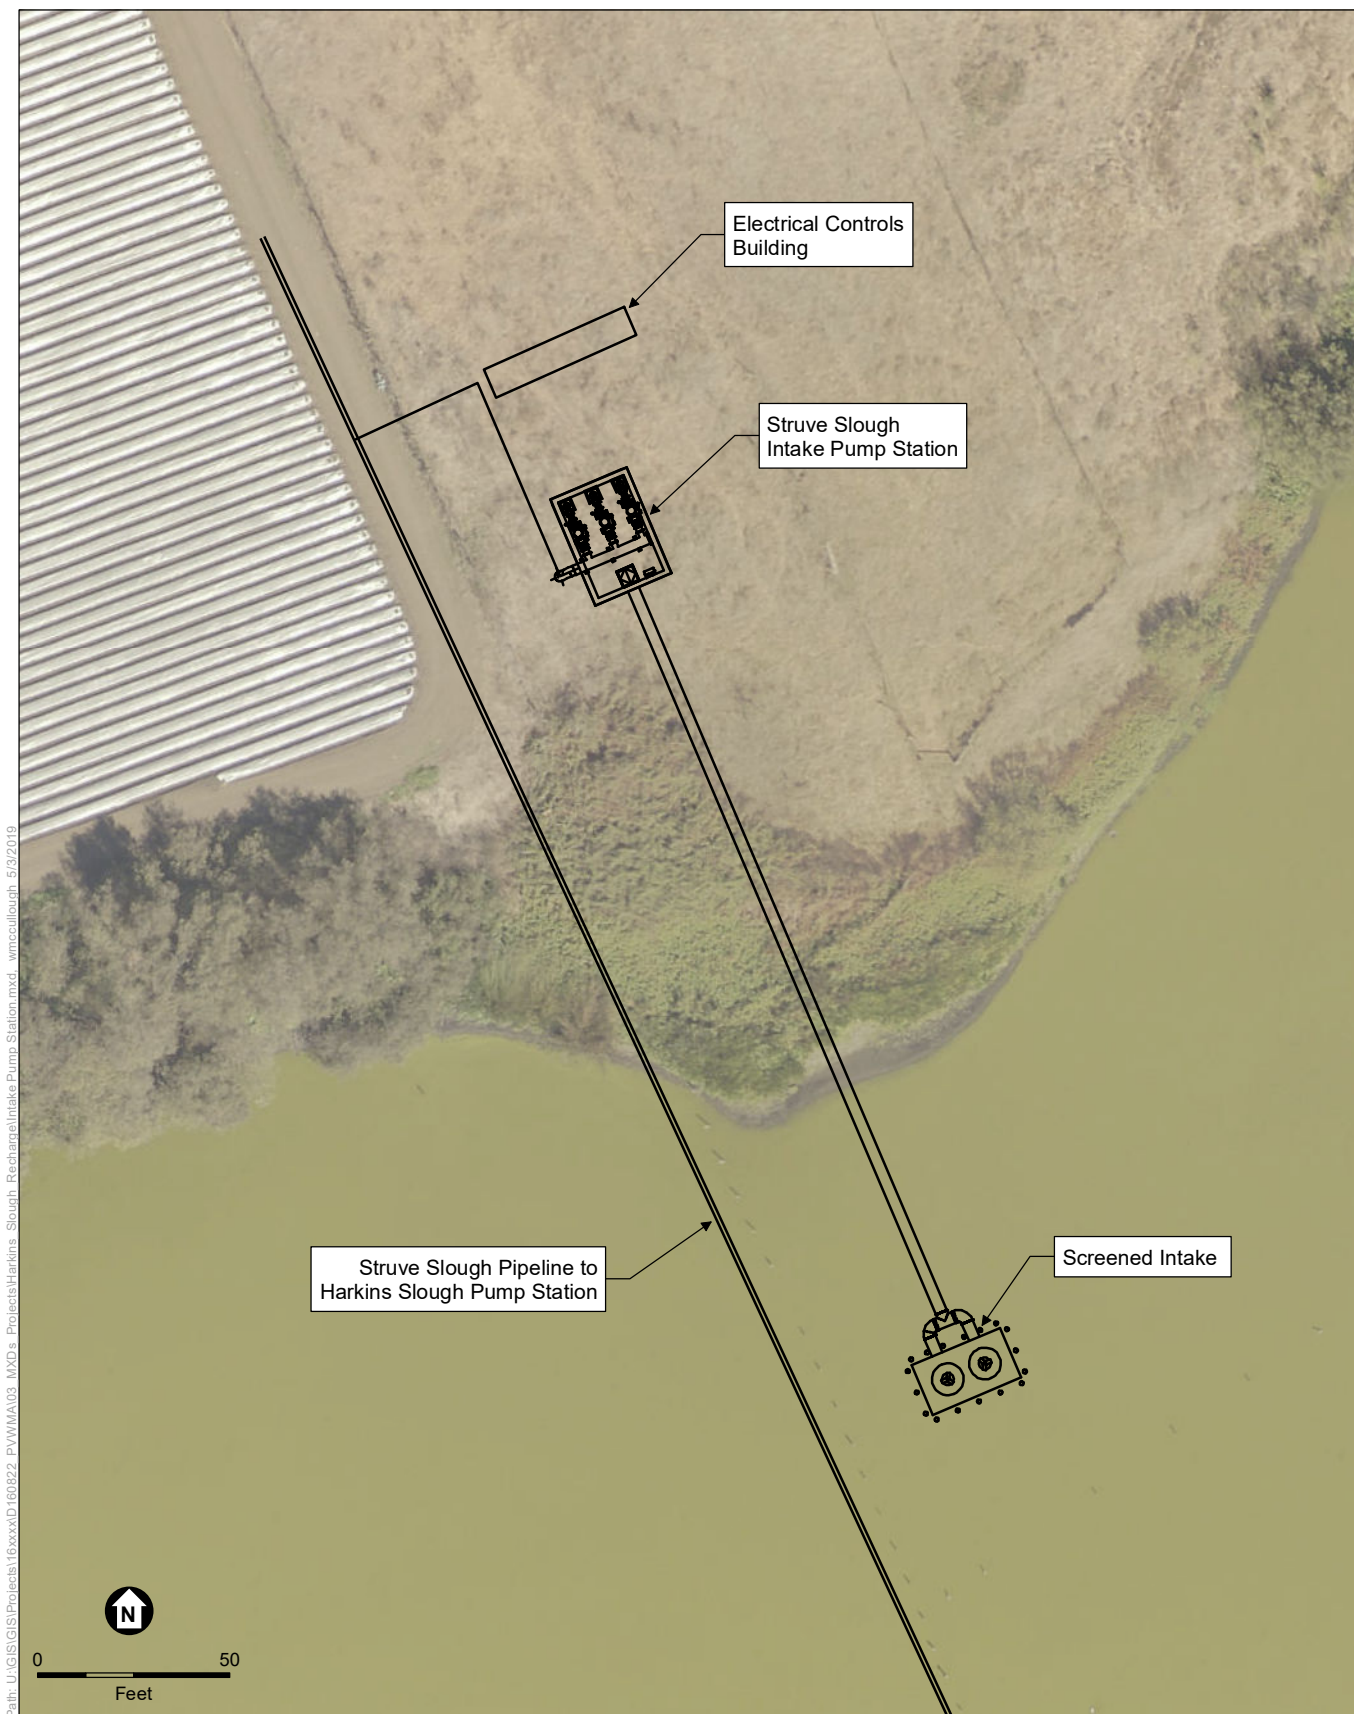 Electrical Controls
Building
Struve Slough
Intake Pump Station
Struve Slough Pipeline to
Harkins Slough Pump Station
Screened Intake
N
0 50
Feet
Path: U:\GIS\GIS\Projects\16xxxx\D160822_PVWMA\03_MXDs_Projects\Harkins_Slough_Recharge\Intake Pump Station.mxd, wmccullough 5/3/2019